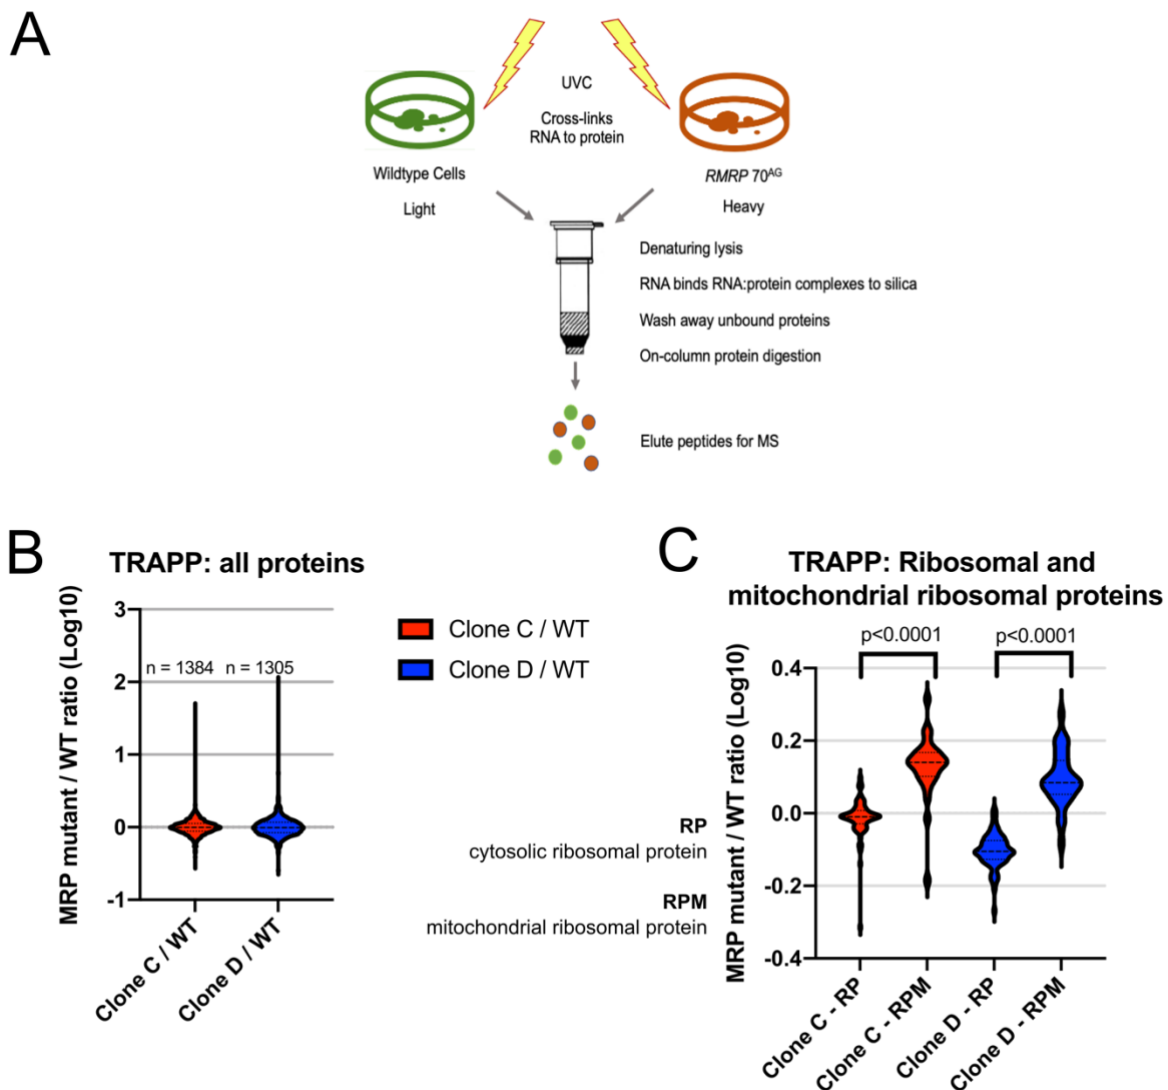 A
UVC
Cross-links
RNA to protein
Wildtype Cells
Light
RMRP 70ᴬᴳ
Heavy
Denaturing lysis
RNA binds RNA:protein complexes to silica
Wash away unbound proteins
On-column protein digestion
Elute peptides for MS
B
TRAPP: all proteins
MRP mutant / WT ratio (Log10)
3
2
1
0
-1
n = 1384
n = 1305
Clone C / WT
Clone D / WT
Clone C / WT
Clone D / WT
RP
cytosolic ribosomal protein
RPM
mitochondrial ribosomal protein
C
TRAPP: Ribosomal and
mitochondrial ribosomal proteins
MRP mutant / WT ratio (Log10)
p<0.0001
p<0.0001
0.4
0.2
0.0
-0.2
-0.4
Clone C - RP
Clone C - RPM
Clone D - RP
Clone D - RPM